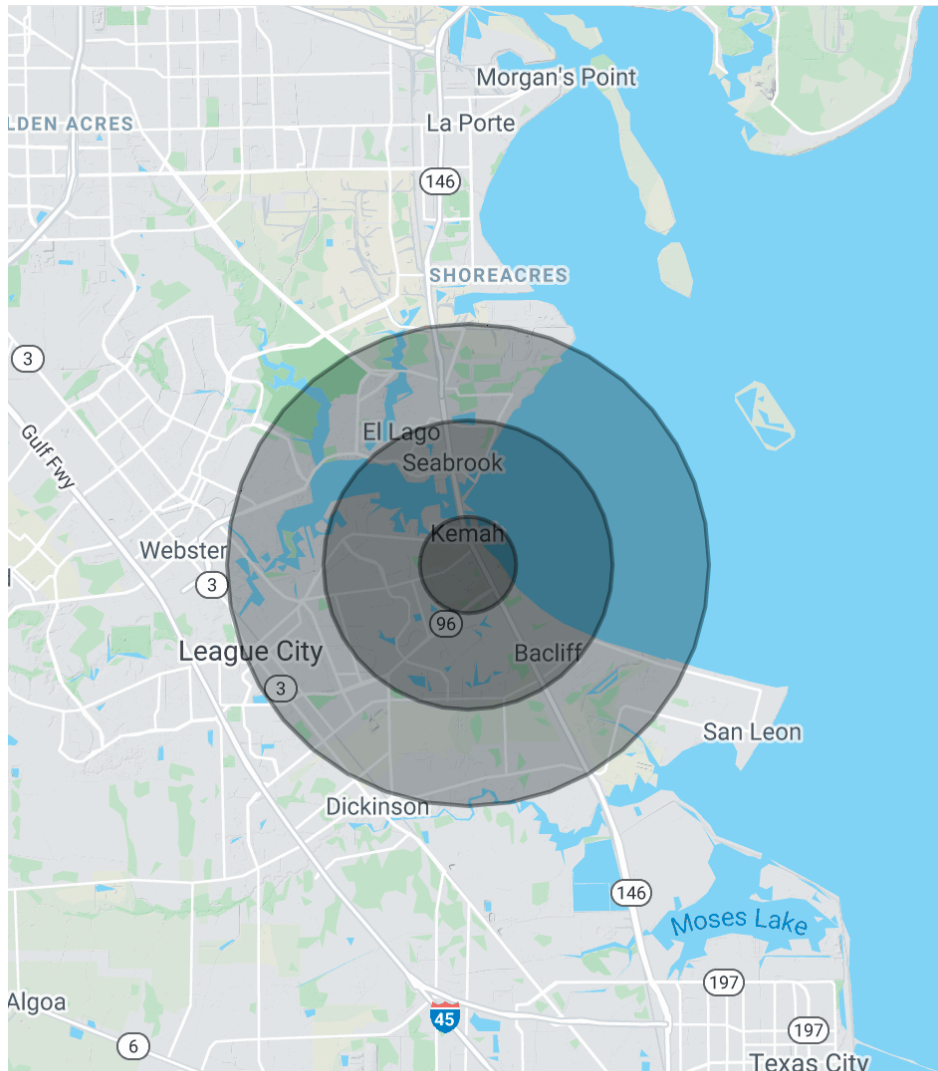 Morgan's Point
LDEN ACRES
La Porte
146
SHOREACRES
3
El Lago
Gulf Fwy
Seabrook
Kemah
Webster
3
96
League City
Bacliff
3
San Leon
Dickinson
146
Moses Lake
197
Algoa
45
197
6
Texas City